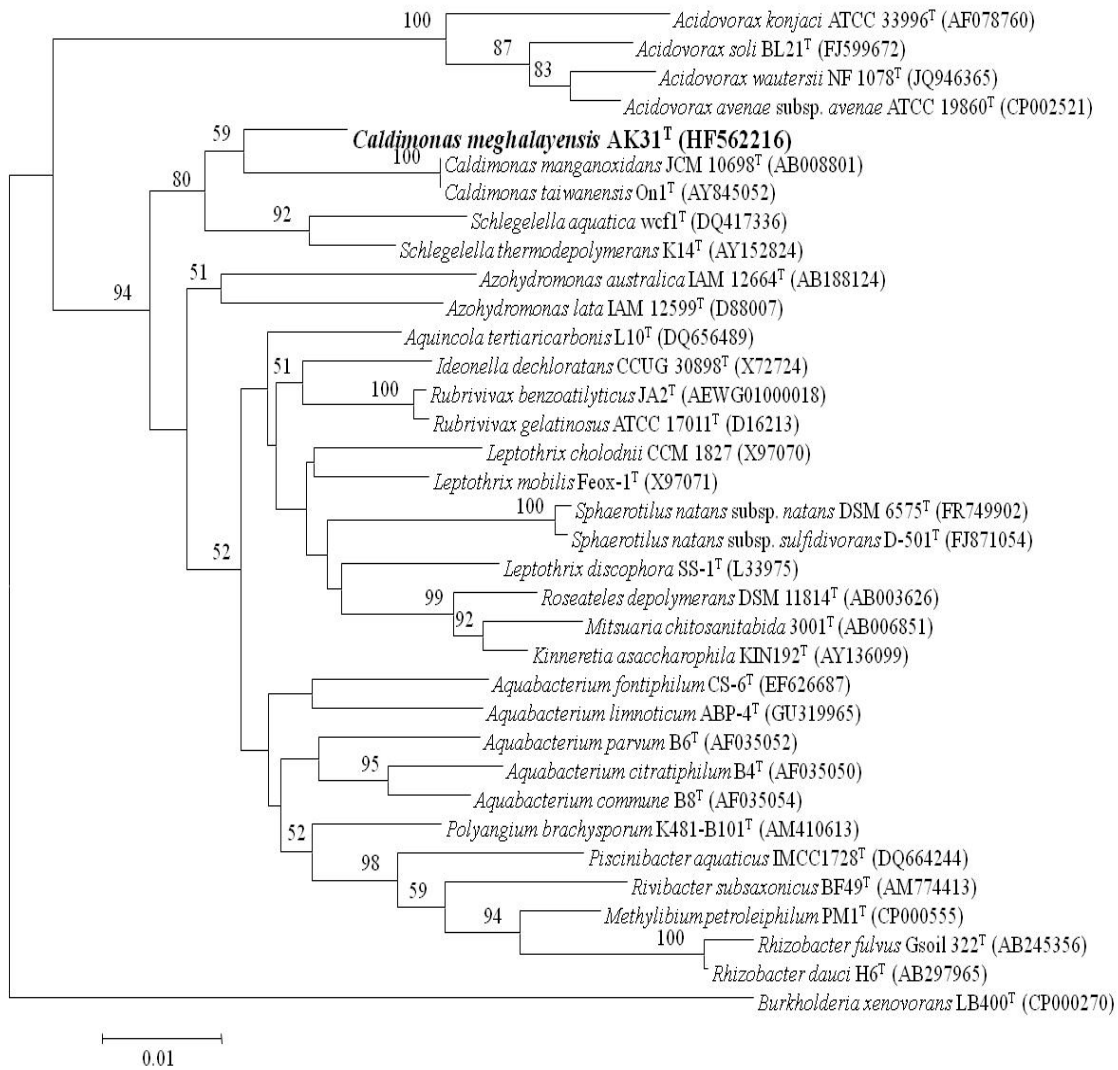 100
Acidovorax konjaci ATCC 33996T (AF078760)
87
Acidovorax soli BL21T (FJ599672)
83
Acidovorax wautersii NF 1078T (JQ946365)
Acidovorax avenae subsp. avenae ATCC 19860T (CP002521)
59
Caldimonas meghalayensis AK31T (HF562216)
100
Caldimonas manganoxidans JCM 10698T (AB008801)
80
Caldimonas taiwanensis On1T (AY845052)
92
Schlegelella aquatica wcf1T (DQ417336)
Schlegelella thermodepolymerans K14T (AY152824)
51
Azohydromonas australica IAM 12664T (AB188124)
94
Azohydromonas lata IAM 12599T (D88007)
Aquincola tertiaricarbonis L10T (DQ656489)
51
Ideonella dechloratans CCUG 30898T (X72724)
100
Rubrivivax benzoatilyticus JA2T (AEWG01000018)
Rubrivivax gelatinosus ATCC 17011T (D16213)
Leptothrix cholodnii CCM 1827 (X97070)
Leptothrix mobilis Feox-1T (X97071)
100
Sphaerotilus natans subsp. natans DSM 6575T (FR749902)
Sphaerotilus natans subsp. sulfidivorans D-501T (FJ871054)
52
Leptothrix discophora SS-1T (L33975)
99
Roseateles depolymerans DSM 11814T (AB003626)
92
Mitsuaria chitosanitabida 3001T (AB006851)
Kinneretia asaccharophila KIN192T (AY136099)
Aquabacterium fontiphilum CS-6T (EF626687)
Aquabacterium limnoticum ABP-4T (GU319965)
Aquabacterium parvum B6T (AF035052)
95
Aquabacterium citratiphilum B4T (AF035050)
Aquabacterium commune B8T (AF035054)
52
Polyangium brachysporum K481-B101T (AM410613)
98
Piscinibacter aquaticus IMCC1728T (DQ664244)
59
Rivibacter subsaxonicus BF49T (AM774413)
94
Methylibium petroleiphilum PM1T (CP000555)
100
Rhizobacter fulvus Gsoil 322T (AB245356)
Rhizobacter dauci H6T (AB297965)
Burkholderia xenovorans LB400T (CP000270)
0.01